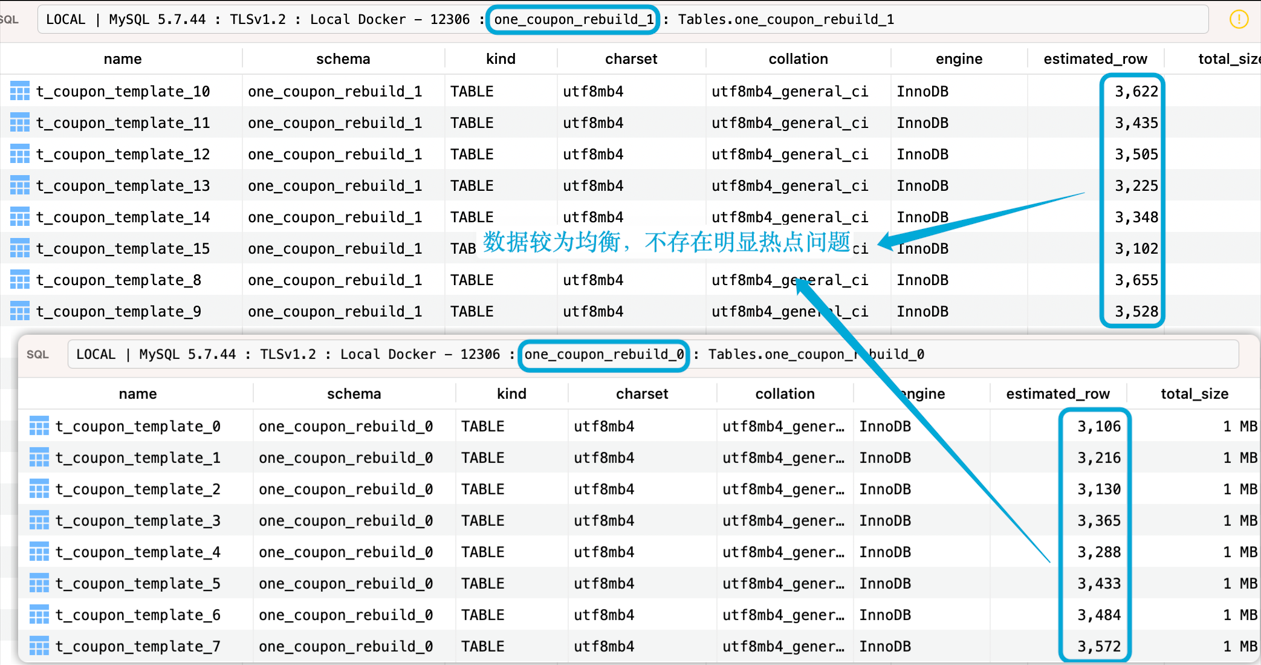 SQL LOCAL | MySQL 5.7.44 : TLSv1.2 : Local Docker - 12306 : one_coupon_rebuild_1 : Tables.one_coupon_rebuild_1
name schema kind charset collation engine estimated_row total_size
t_coupon_template_10 one_coupon_rebuild_1 TABLE utf8mb4 utf8mb4_general_ci InnoDB 3,622
t_coupon_template_11 one_coupon_rebuild_1 TABLE utf8mb4 utf8mb4_general_ci InnoDB 3,435
t_coupon_template_12 one_coupon_rebuild_1 TABLE utf8mb4 utf8mb4_general_ci InnoDB 3,505
t_coupon_template_13 one_coupon_rebuild_1 TABLE utf8mb4 utf8mb4_general_ci InnoDB 3,225
t_coupon_template_14 one_coupon_rebuild_1 TABLE utf8mb4 utf8mb4_general_ci InnoDB 3,348
t_coupon_template_15 one_coupon_rebuild_1 TAB 数据较为均衡，不存在明显热点问题 ci InnoDB 3,102
t_coupon_template_8 one_coupon_rebuild_1 TABLE utf8mb4 utf8mb4_general_ci InnoDB 3,655
t_coupon_template_9 one_coupon_rebuild_1 TABLE utf8mb4 utf8mb4_general_ci InnoDB 3,528
SQL LOCAL | MySQL 5.7.44 : TLSv1.2 : Local Docker - 12306 : one_coupon_rebuild_0 : Tables.one_coupon_rebuild_0
name schema kind charset collation engine estimated_row total_size
t_coupon_template_0 one_coupon_rebuild_0 TABLE utf8mb4 utf8mb4_gener… InnoDB 3,106 1 MB
t_coupon_template_1 one_coupon_rebuild_0 TABLE utf8mb4 utf8mb4_gener… InnoDB 3,216 1 MB
t_coupon_template_2 one_coupon_rebuild_0 TABLE utf8mb4 utf8mb4_gener… InnoDB 3,130 1 MB
t_coupon_template_3 one_coupon_rebuild_0 TABLE utf8mb4 utf8mb4_gener… InnoDB 3,365 1 MB
t_coupon_template_4 one_coupon_rebuild_0 TABLE utf8mb4 utf8mb4_gener… InnoDB 3,288 1 MB
t_coupon_template_5 one_coupon_rebuild_0 TABLE utf8mb4 utf8mb4_gener… InnoDB 3,433 1 MB
t_coupon_template_6 one_coupon_rebuild_0 TABLE utf8mb4 utf8mb4_gener… InnoDB 3,484 1 MB
t_coupon_template_7 one_coupon_rebuild_0 TABLE utf8mb4 utf8mb4_gener… InnoDB 3,572 1 MB